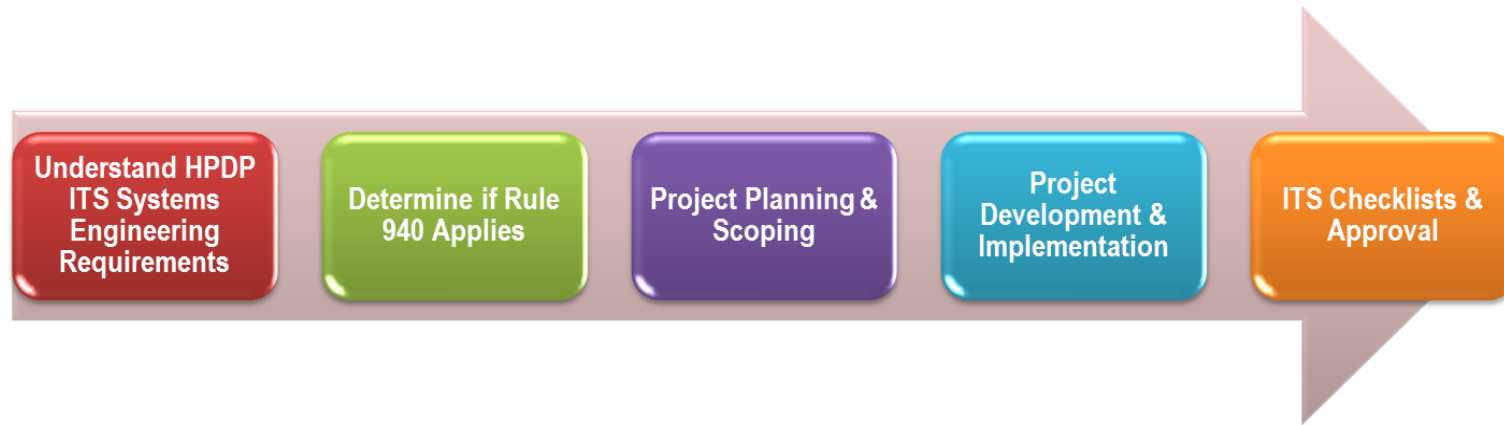 Understand HPDP
ITS Systems
Engineering
Requirements
Determine if Rule
940 Applies
Project Planning &
Scoping
Project
Development &
Implementation
ITS Checklists &
Approval